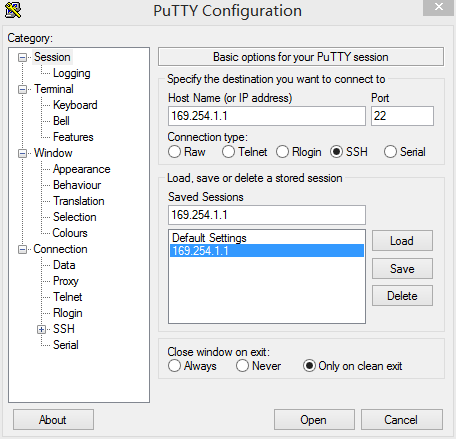 PuTTY Configuration
Category:
Session
Logging
Terminal
Keyboard
Bell
Features
Window
Appearance
Behaviour
Translation
Selection
Colours
Connection
Data
Proxy
Telnet
Rlogin
SSH
Serial
Basic options for your PuTTY session
Specify the destination you want to connect to
Host Name (or IP address) Port
169.254.1.1 22
Connection type:
Raw Telnet Rlogin SSH Serial
Load, save or delete a stored session
Saved Sessions
169.254.1.1
Default Settings
169.254.1.1
Load
Save
Delete
Close window on exit:
Always Never Only on clean exit
About Open Cancel